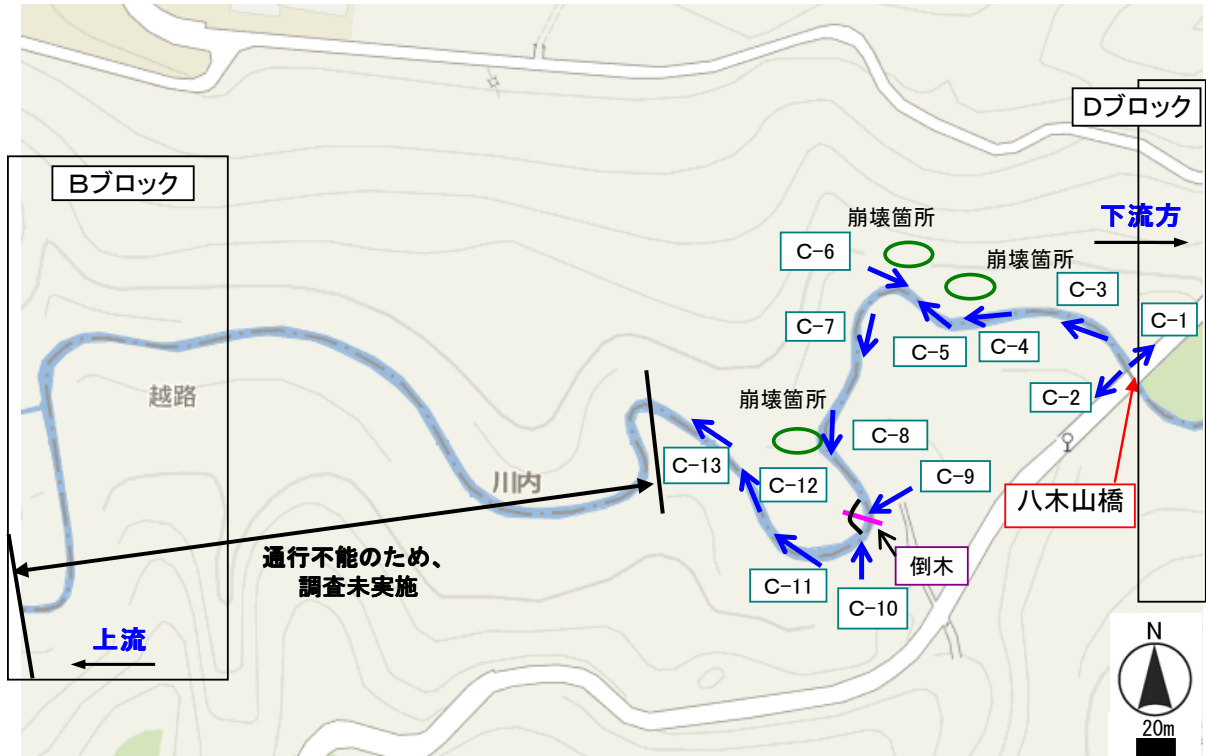 Dブロック
Bブロック
下流方
崩壊箇所
C-6
崩壊箇所
C-3
C-1
C-7
C-5
C-4
C-2
越路
崩壊箇所
C-8
C-13
C-12
C-9
川内
八木山橋
通行不能のため、
調査未実施
倒木
C-11
C-10
上流
N
20m